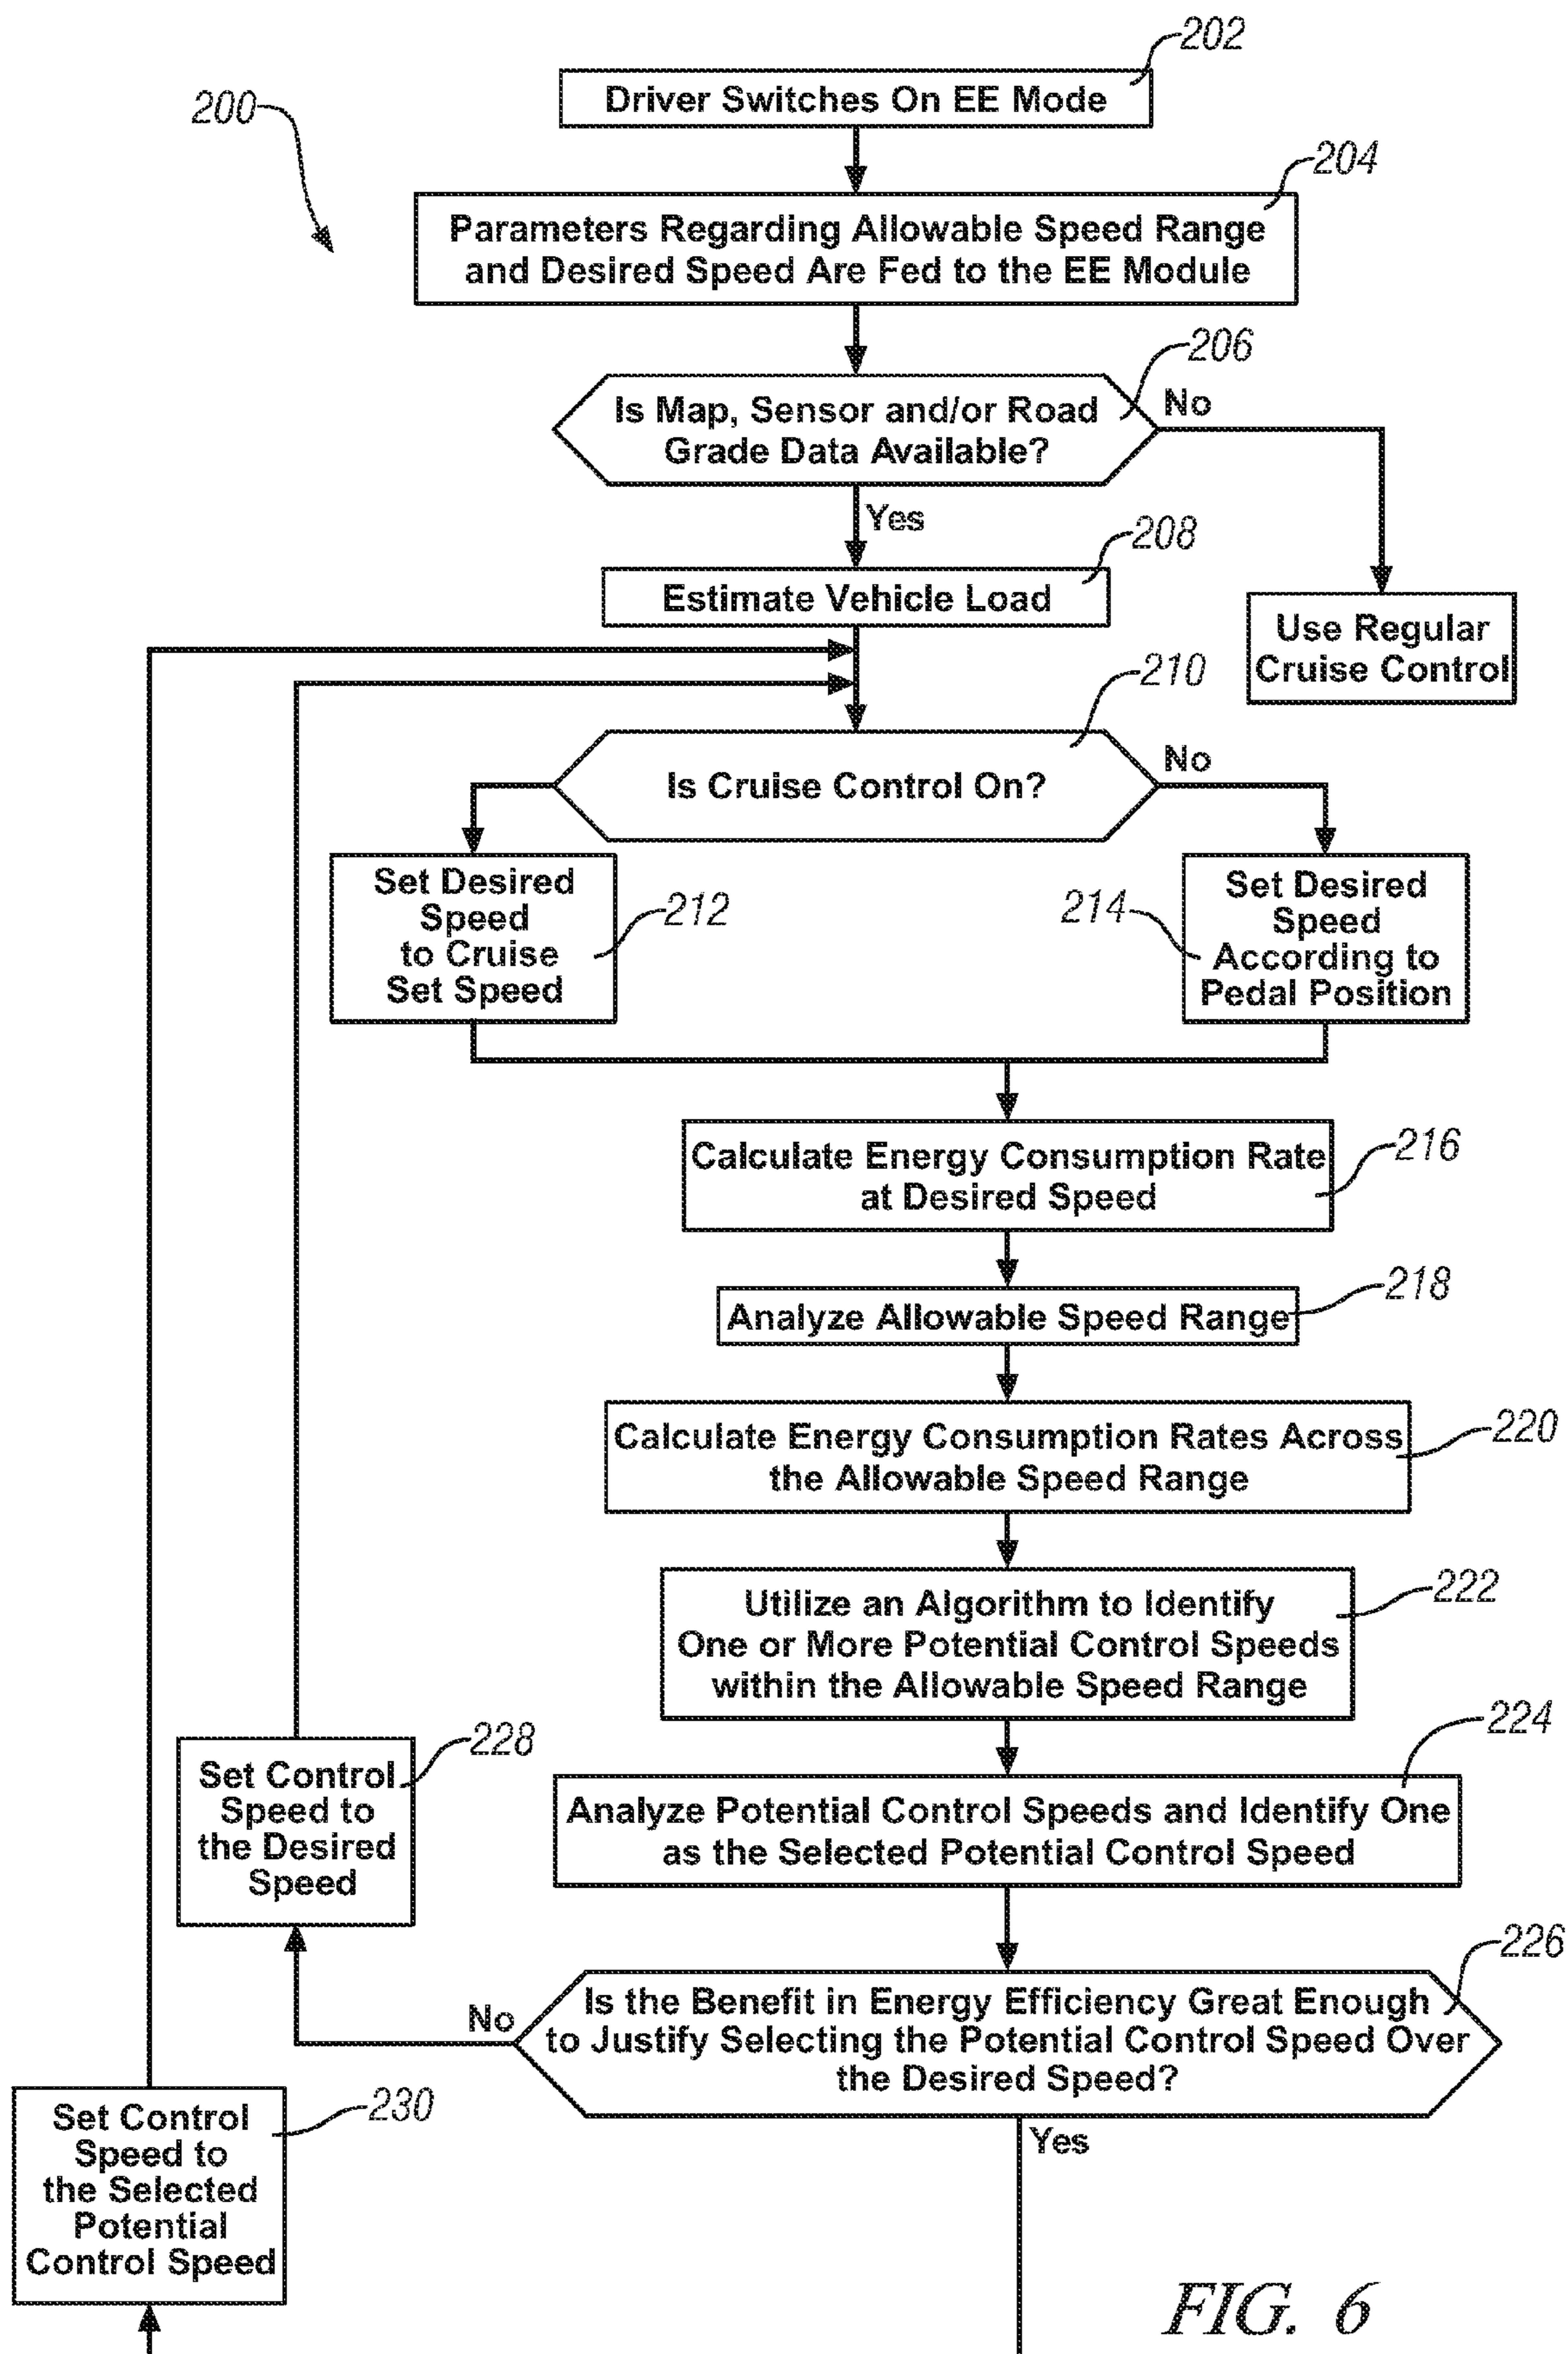 202
Driver Switches On EE Mode
200
204
Parameters Regarding Allowable Speed Range
and Desired Speed Are Fed to the EE Module
206
Is Map, Sensor and/or Road
Grade Data Available?
No
Yes
208
Estimate Vehicle Load
Use Regular
Cruise Control
210
Is Cruise Control On?
No
Set Desired
Speed
to Cruise
Set Speed
212
214
Set Desired
Speed
According to
Pedal Position
Calculate Energy Consumption Rate
at Desired Speed
216
218
Analyze Allowable Speed Range
Calculate Energy Consumption Rates Across
the Allowable Speed Range
220
Utilize an Algorithm to Identify
One or More Potential Control Speeds
within the Allowable Speed Range
222
224
Analyze Potential Control Speeds and Identify One
as the Selected Potential Control Speed
228
Set Control
Speed to
the Desired
Speed
226
Is the Benefit in Energy Efficiency Great Enough
to Justify Selecting the Potential Control Speed Over
the Desired Speed?
No
Yes
230
Set Control
Speed to
the Selected
Potential
Control Speed
FIG. 6